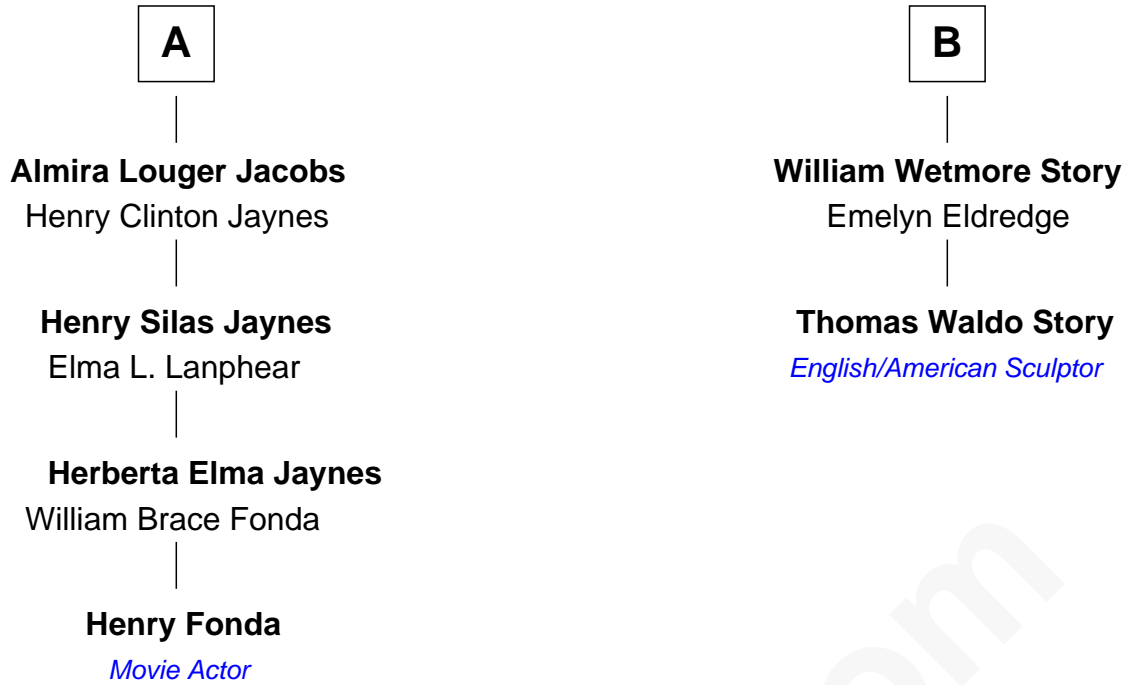 A
Almira Louger Jacobs
Henry Clinton Jaynes
Henry Silas Jaynes
Elma L. Lanphear
Herberta Elma Jaynes
William Brace Fonda
Henry Fonda
Movie Actor
B
William Wetmore Story
Emelyn Eldredge
Thomas Waldo Story
English/American Sculptor
om